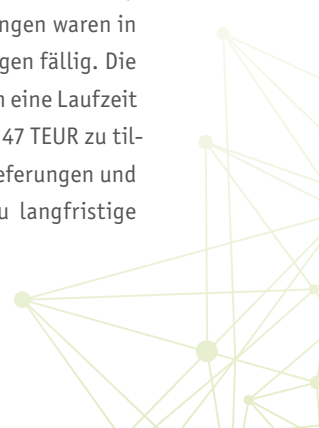 ngen waren in
gen fällig. Die
n eine Laufzeit
47 TEUR zu til-
eferungen und
u langfristige